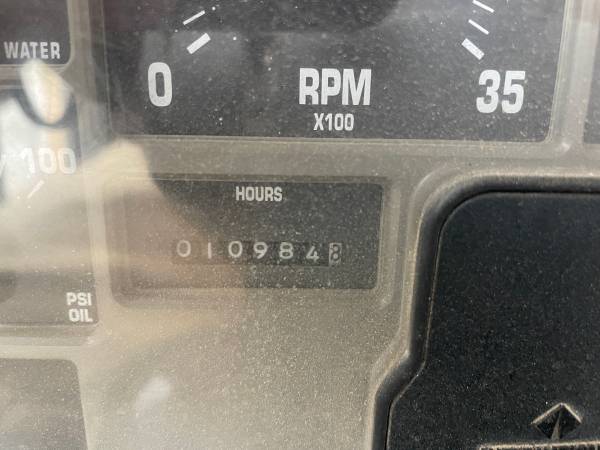 WATER
0 RPM 35
X100
100
HOURS
010984
PSI
OIL